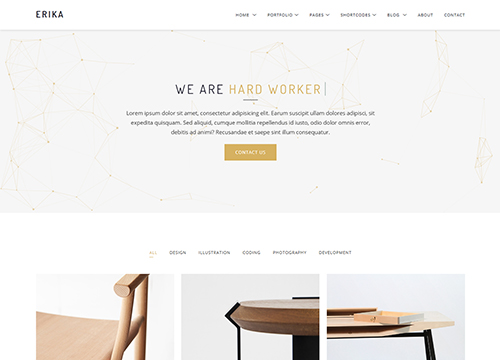 ERIKA
HOME PORTFOLIO PAGES SHORTCODES BLOG ABOUT CONTACT
WE ARE HARD WORKER
Lorem ipsum dolor sit amet, consectetur adipisicing elit. Earum suscipit ullam dolores adipisci, sit
expedita quisquam. Sed aliquid, cumque mollitia repellendus id iusto, odio dolor omnis error,
debitis ad animi? Recusandae et saepe sint illum consequatur.
CONTACT US
ALL DESIGN ILLUSTRATION CODING PHOTOGRAPHY DEVELOPMENT